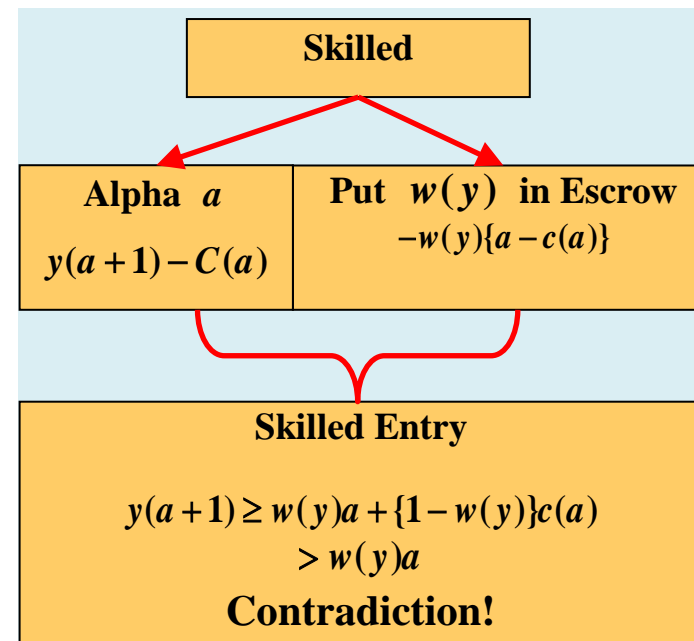 Skilled
Alpha a
y(a+1)−C(a)
Put w(y) in Escrow
−w(y){a−c(a)}
Skilled Entry
y(a+1) ≥ w(y)a+{1−w(y)}c(a)
> w(y)a
Contradiction!